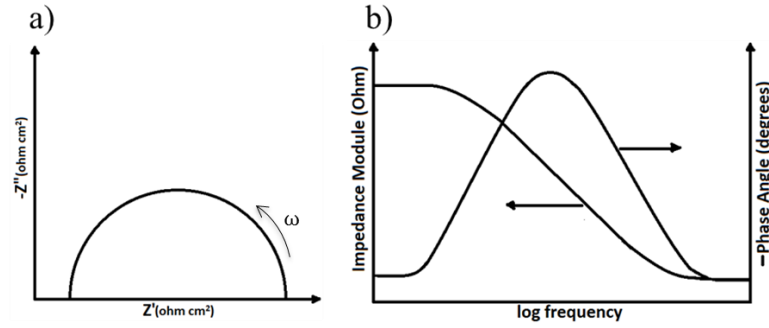 a)
-Z''(ohm cm²)
ω
Z'(ohm cm²)
b)
Impedance Module (Ohm)
log frequency
−Phase Angle (degrees)